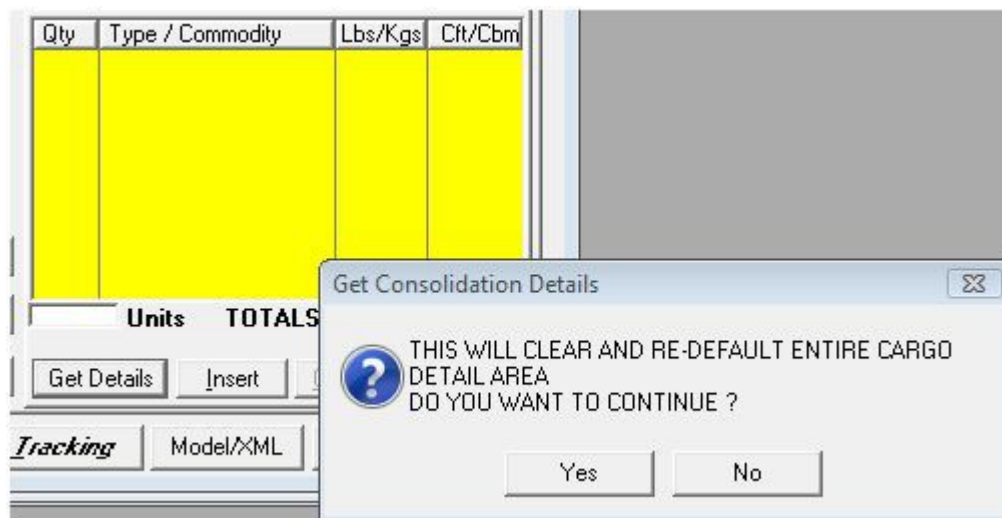 Qty Type / Commodity Lbs/Kgs Cft/Cbm
Units TOTALS
Get Details Insert
Tracking Model/XML
Get Consolidation Details
THIS WILL CLEAR AND RE-DEFAULT ENTIRE CARGO
DETAIL AREA
DO YOU WANT TO CONTINUE ?
Yes No